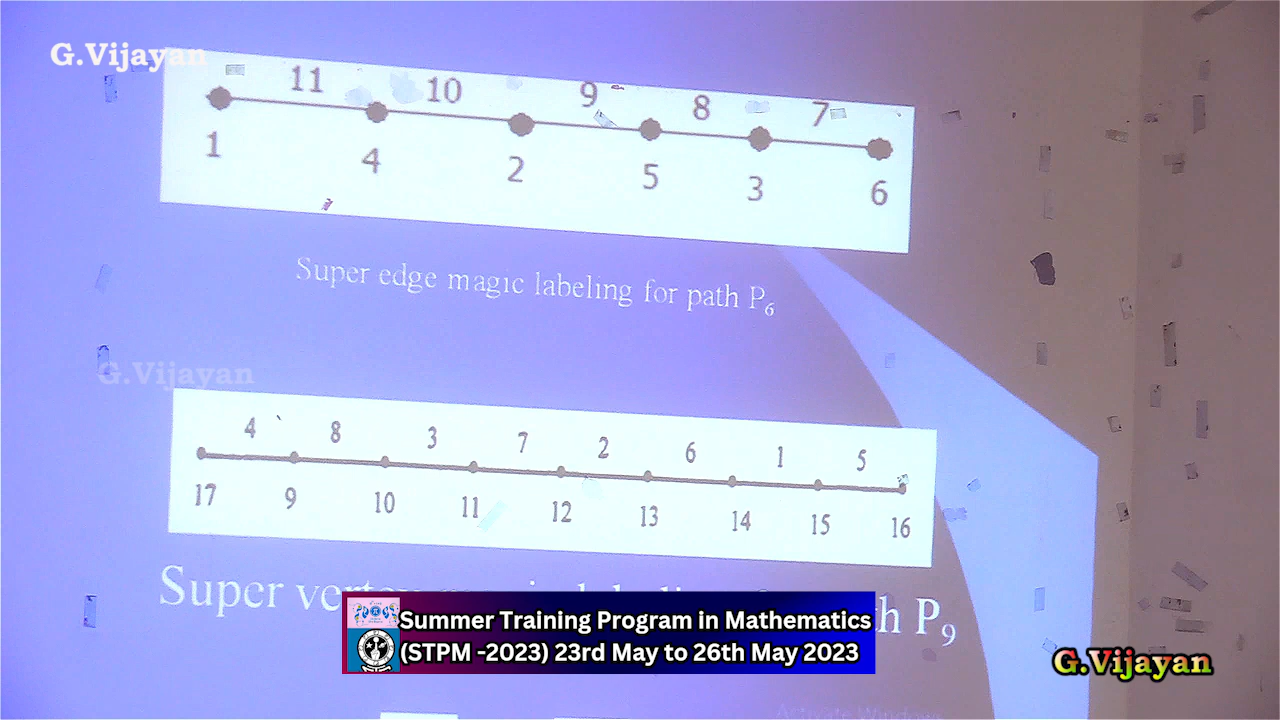 G.Vijayan
11 10 9 8 7
1 4 2 5 3 6
Super edge magic labeling for path P₆
G.Vijayan
4 8 3 7 2 6 1 5
17 9 10 11 12 13 14 15 16
Super P₉
Summer Training Program in Mathematics
(STPM -2023) 23rd May to 26th May 2023
G.Vijayan
Activate Windows